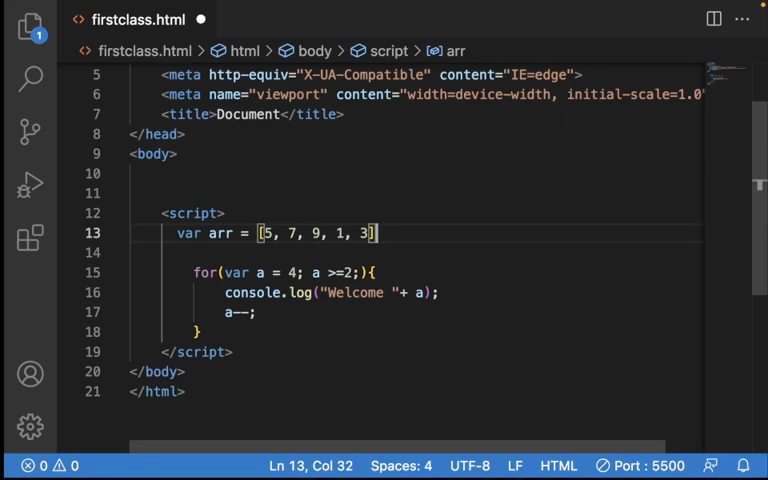 firstclass.html
firstclass.html > html > body > script > arr
1
5 <meta http-equiv="X-UA-Compatible" content="IE=edge">
6 <meta name="viewport" content="width=device-width, initial-scale=1.0"
7 <title>Document</title>
8 </head>
9 <body>
10
11
12 <script>
13 var arr = [5, 7, 9, 1, 3]
14
15 for(var a = 4; a >=2;){
16 console.log("Welcome "+ a);
17 a--;
18 }
19 </script>
20 </body>
21 </html>
0 0 Ln 13, Col 32 Spaces: 4 UTF-8 LF HTML Port : 5500